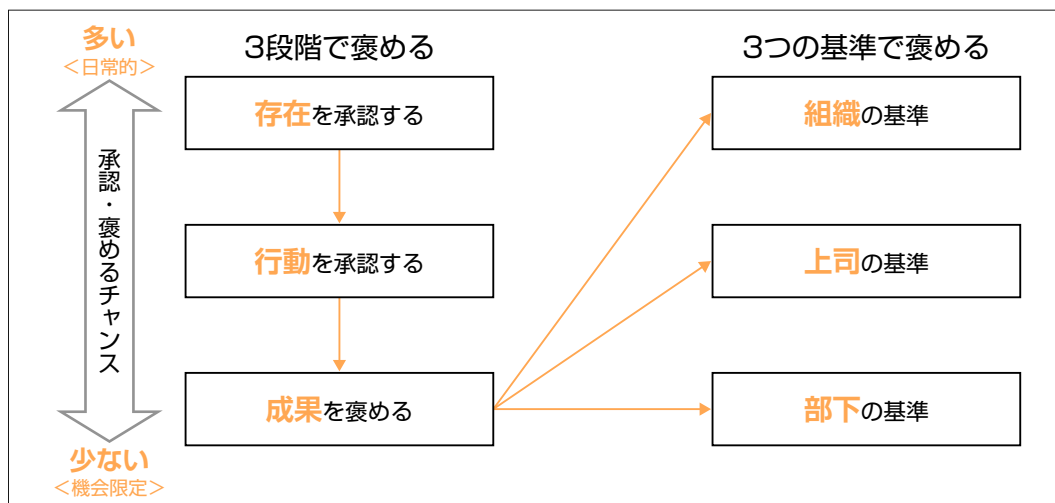 多い
＜日常的＞
承認・褒めるチャンス
少ない
＜機会限定＞
3段階で褒める
存在を承認する
行動を承認する
成果を褒める
3つの基準で褒める
組織の基準
上司の基準
部下の基準